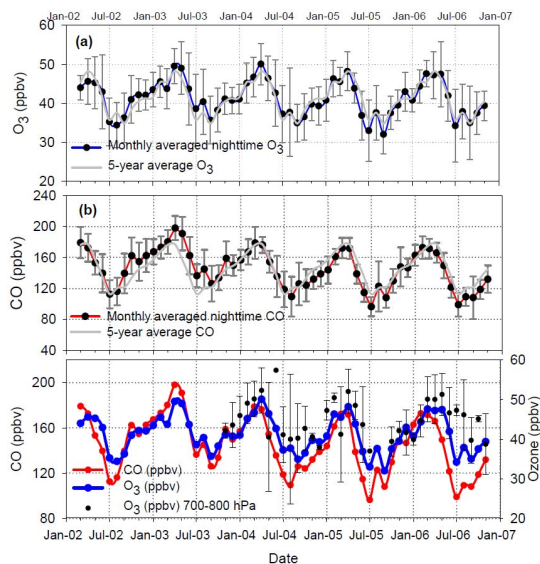 Jan-02 Jul-02 Jan-03 Jul-03 Jan-04 Jul-04 Jan-05 Jul-05 Jan-06 Jul-06 Jan-07
(a)
O3 (ppbv)
60
50
40
30
20
Monthly averaged nighttime O3
5-year average O3
(b)
CO (ppbv)
240
200
160
120
80
40
Monthly averaged nighttime CO
5-year average CO
CO (ppbv)
200
160
120
80
CO (ppbv)
O3 (ppbv)
O3 (ppbv) 700-800 hPa
60
50
40
30
20
Ozone (ppbv)
Jan-02 Jul-02 Jan-03 Jul-03 Jan-04 Jul-04 Jan-05 Jul-05 Jan-06 Jul-06 Jan-07
Date